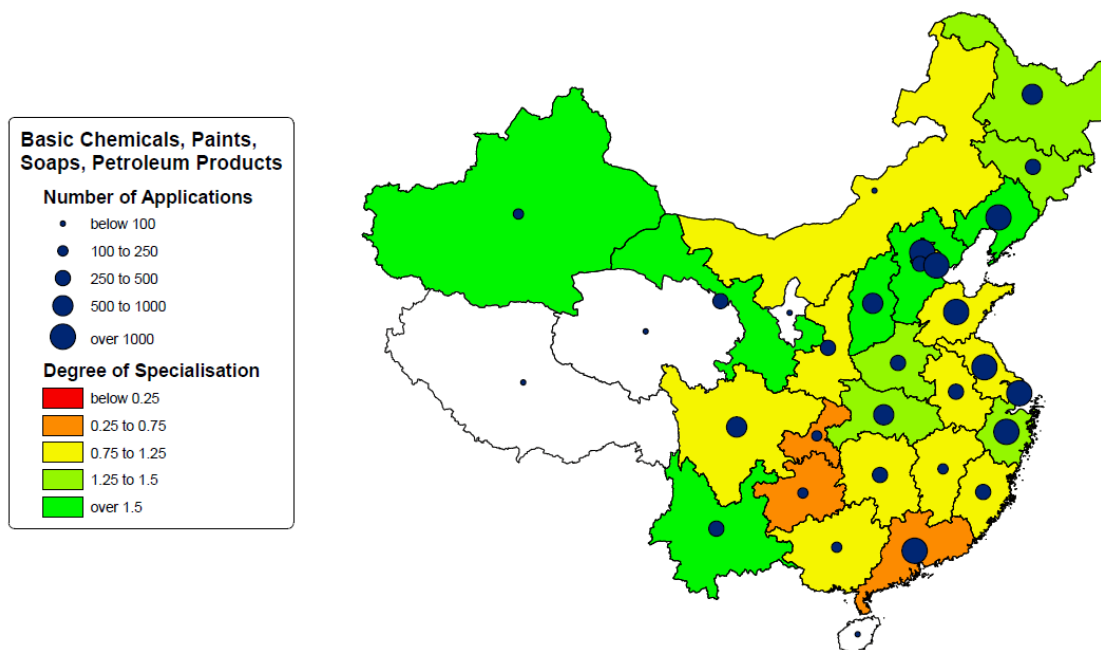 Basic Chemicals, Paints,
Soaps, Petroleum Products
Number of Applications
below 100
100 to 250
250 to 500
500 to 1000
over 1000
Degree of Specialisation
below 0.25
0.25 to 0.75
0.75 to 1.25
1.25 to 1.5
over 1.5